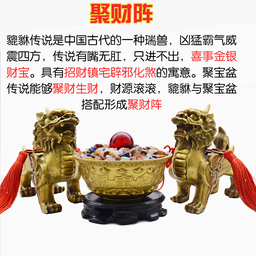 聚财阵
貔貅传说是中国古代的一种瑞兽，凶猛霸气威
震四方，传说有嘴无肛，只进不出，喜事金银
财宝。具有招财镇宅辟邪化煞的寓意。聚宝盆
传说能够聚财生财，财源滚滚，貔貅与聚宝盆
搭配形成聚财阵